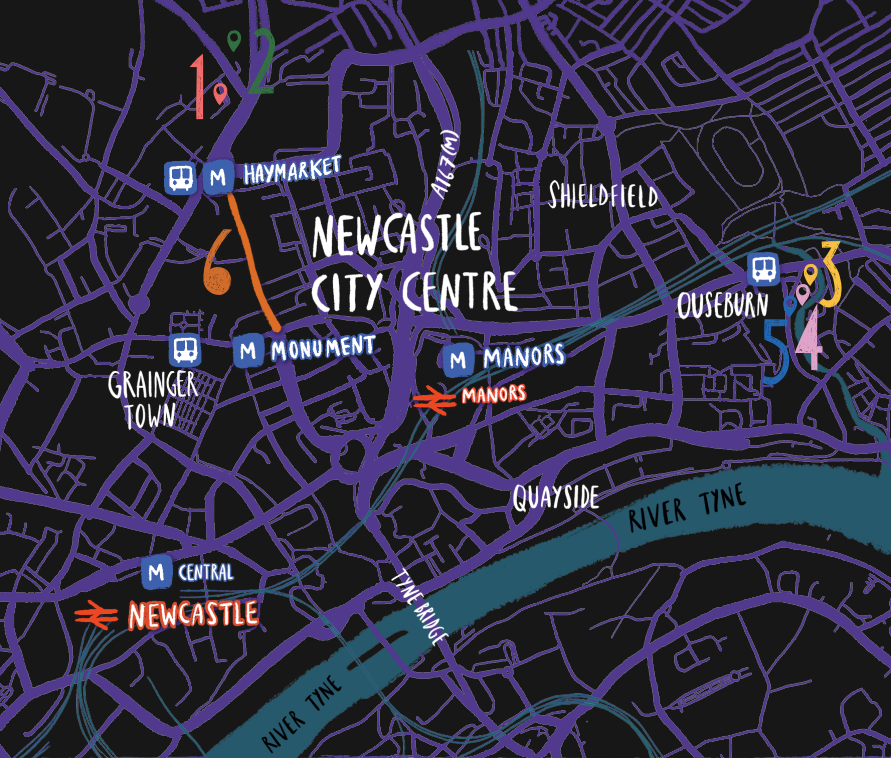 1
2
M HAYMARKET
A167(M)
SHIELDFIELD
NEWCASTLE
CITY CENTRE
6
3
OUSEBURN
5
4
M MONUMENT
M MANORS
MANORS
GRAINGER
TOWN
QUAYSIDE
RIVER TYNE
M CENTRAL
NEWCASTLE
TYNE BRIDGE
RIVER TYNE